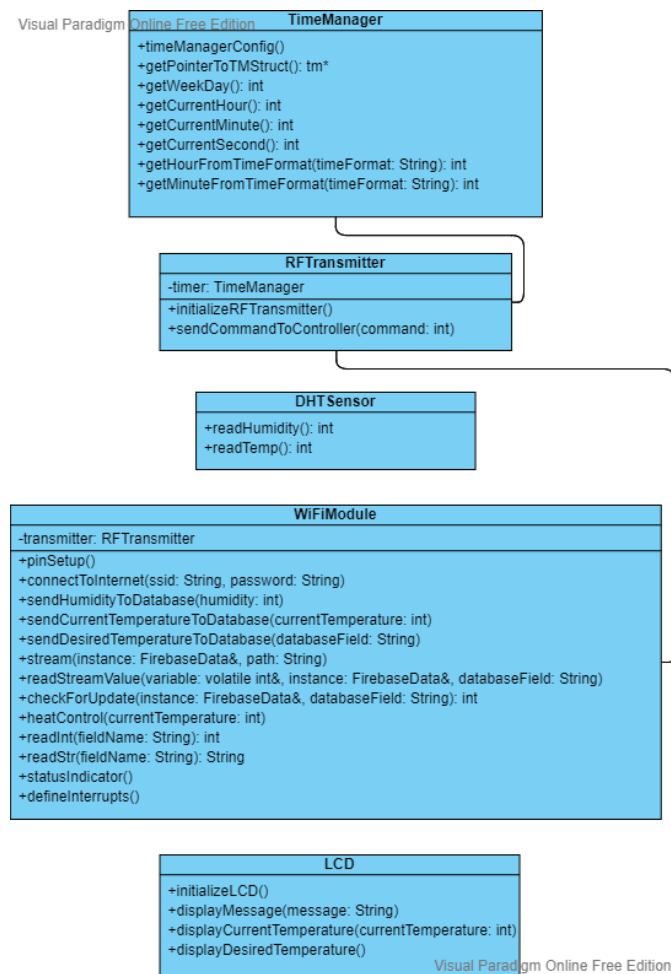 Visual Paradigm Online Free Edition
TimeManager
+timeManagerConfig()
+getPointerToTMStruct(): tm*
+getWeekDay(): int
+getCurrentHour(): int
+getCurrentMinute(): int
+getCurrentSecond(): int
+getHourFromTimeFormat(timeFormat: String): int
+getMinuteFromTimeFormat(timeFormat: String): int
RFTransmitter
-timer: TimeManager
+initializeRFTransmitter()
+sendCommandToController(command: int)
DHTSensor
+readHumidity(): int
+readTemp(): int
WiFiModule
-transmitter: RFTransmitter
+pinSetup()
+connectToInternet(ssid: String, password: String)
+sendHumidityToDatabase(humidity: int)
+sendCurrentTemperatureToDatabase(currentTemperature: int)
+sendDesiredTemperatureToDatabase(databaseField: String)
+stream(instance: FirebaseData&, path: String)
+readStreamValue(variable: volatile int&, instance: FirebaseData&, databaseField: String)
+checkForUpdate(instance: FirebaseData&, databaseField: String): int
+heatControl(currentTemperature: int)
+readInt(fieldName: String): int
+readStr(fieldName: String): String
+statusIndicator()
+defineInterrupts()
LCD
+initializeLCD()
+displayMessage(message: String)
+displayCurrentTemperature(currentTemperature: int)
+displayDesiredTemperature()
Visual Paradigm Online Free Edition